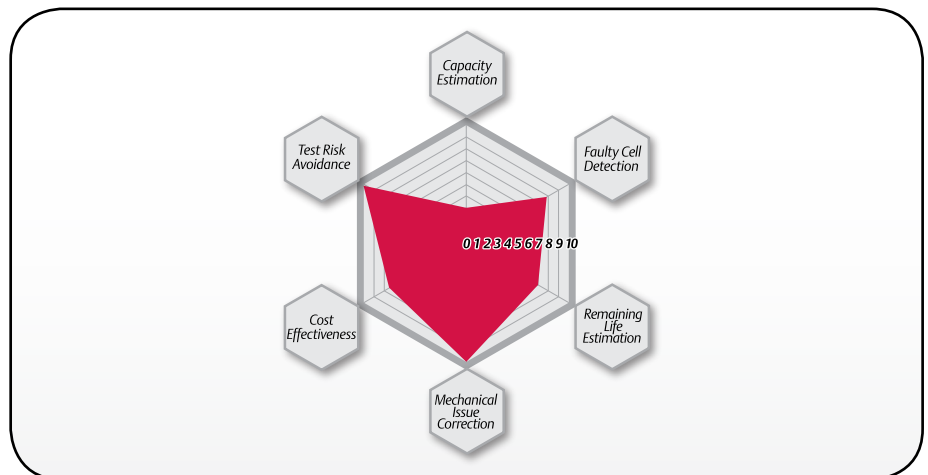 Capacity
Estimation
Test Risk
Avoidance
Faulty Cell
Detection
0 1 2 3 4 5 6 7 8 9 10
Cost
Effectiveness
Remaining
Life
Estimation
Mechanical
Issue
Correction